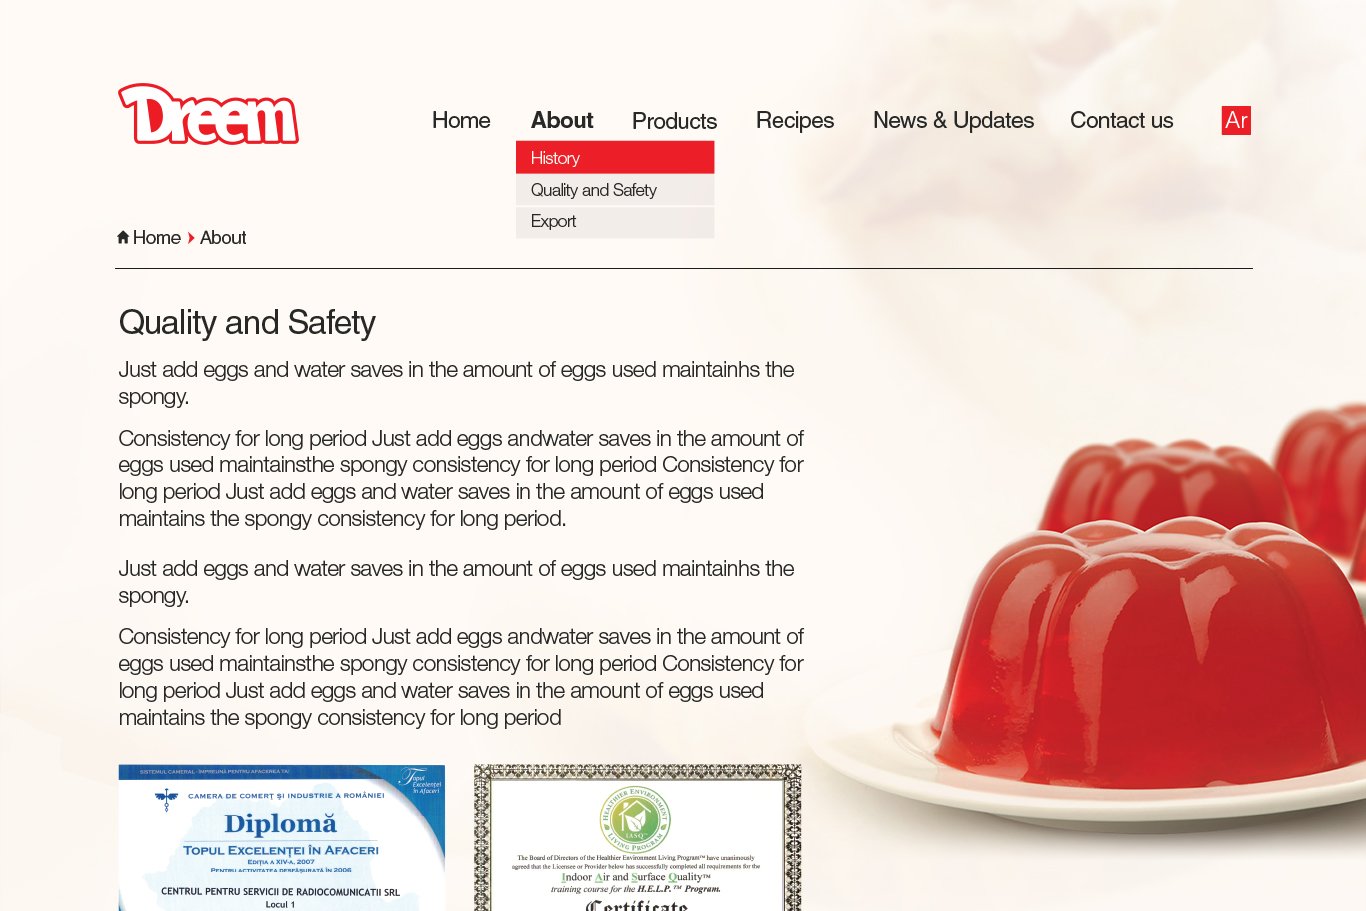 Dreem
Home About Products Recipes News & Updates Contact us Ar
History
Quality and Safety
Export
Home About
Quality and Safety
Just add eggs and water saves in the amount of eggs used maintainhs the
spongy.
Consistency for long period Just add eggs andwater saves in the amount of
eggs used maintainsthe spongy consistency for long period Consistency for
long period Just add eggs and water saves in the amount of eggs used
maintains the spongy consistency for long period.
Just add eggs and water saves in the amount of eggs used maintainhs the
spongy.
Consistency for long period Just add eggs andwater saves in the amount of
eggs used maintainsthe spongy consistency for long period Consistency for
long period Just add eggs and water saves in the amount of eggs used
maintains the spongy consistency for long period
SISTEMUL CAMERAL - ÎMPREUNĂ PENTRU AFACEREA TA!
Topul
Excelenței
în Afaceri
CAMERA DE COMERȚ ȘI INDUSTRIE A ROMÂNIEI
Diplomă
TOPUL EXCELENȚEI ÎN AFACERI
EDIȚIA A XIV-A, 2007
PENTRU ACTIVITATEA DESFĂȘURATĂ ÎN 2006
CENTRUL PENTRU SERVICII DE RADIOCOMUNICATII SRL
Locul 1
HEALTHIER ENVIRONMENT
IASQ™
LIVING PROGRAM
The Board of Directors of the Healthier Environment Living Program™ have unanimously
agreed that the Licensee or Provider below has successfully completed all requirements for the
Indoor Air and Surface Quality™
training course for the H.E.L.P.™ Program.
Certificate